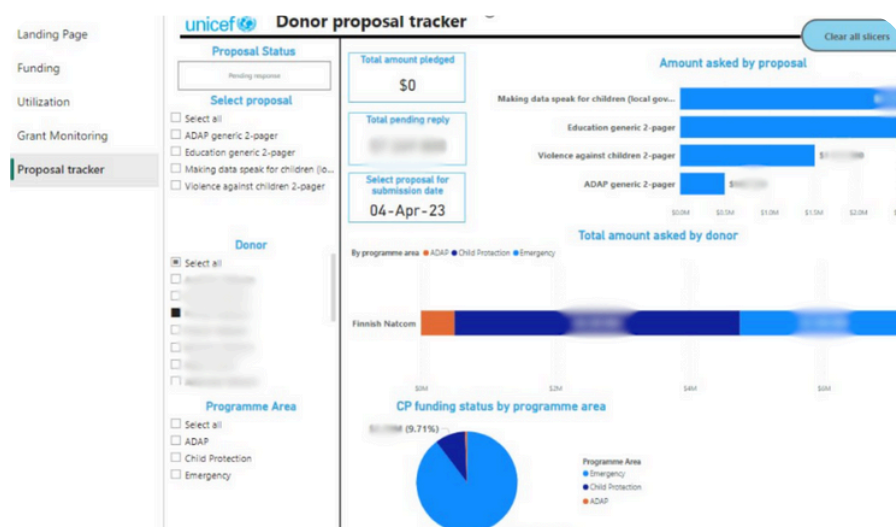 Landing Page
Funding
Utilization
Grant Monitoring
Proposal tracker
unicef
Donor proposal tracker
Clear all slicers
Proposal Status
Pending response
Select proposal
Select all
ADAP generic 2-pager
Education generic 2-pager
Making data speak for children (lo...
Violence against children 2-pager
Donor
Select all
Programme Area
Select all
ADAP
Child Protection
Emergency
Total amount pledged
$0
Total pending reply
Select proposal for
submission date
04-Apr-23
Amount asked by proposal
Making data speak for children (local gov...
Education generic 2-pager
Violence against children 2-pager
ADAP generic 2-pager
$0.0M $0.5M $1.0M $1.5M $2.0M
Total amount asked by donor
By programme area ADAP Child Protection Emergency
Finnish Natcom
$0M $2M $4M $6M
CP funding status by programme area
(9.71%)
Programme Area
Emergency
Child Protection
ADAP